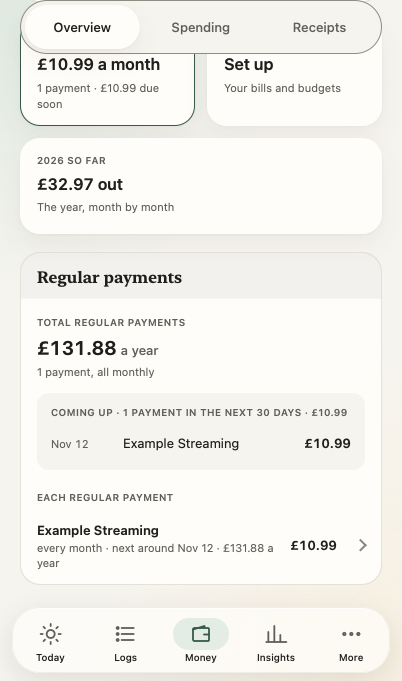 Overview
Spending
Receipts
£10.99 a month
1 payment · £10.99 due
soon
Set up
Your bills and budgets
2026 SO FAR
£32.97 out
The year, month by month
Regular payments
TOTAL REGULAR PAYMENTS
£131.88 a year
1 payment, all monthly
COMING UP · 1 PAYMENT IN THE NEXT 30 DAYS · £10.99
Nov 12 Example Streaming £10.99
EACH REGULAR PAYMENT
Example Streaming
every month · next around Nov 12 · £131.88 a
year
£10.99
Today
Logs
Money
Insights
More